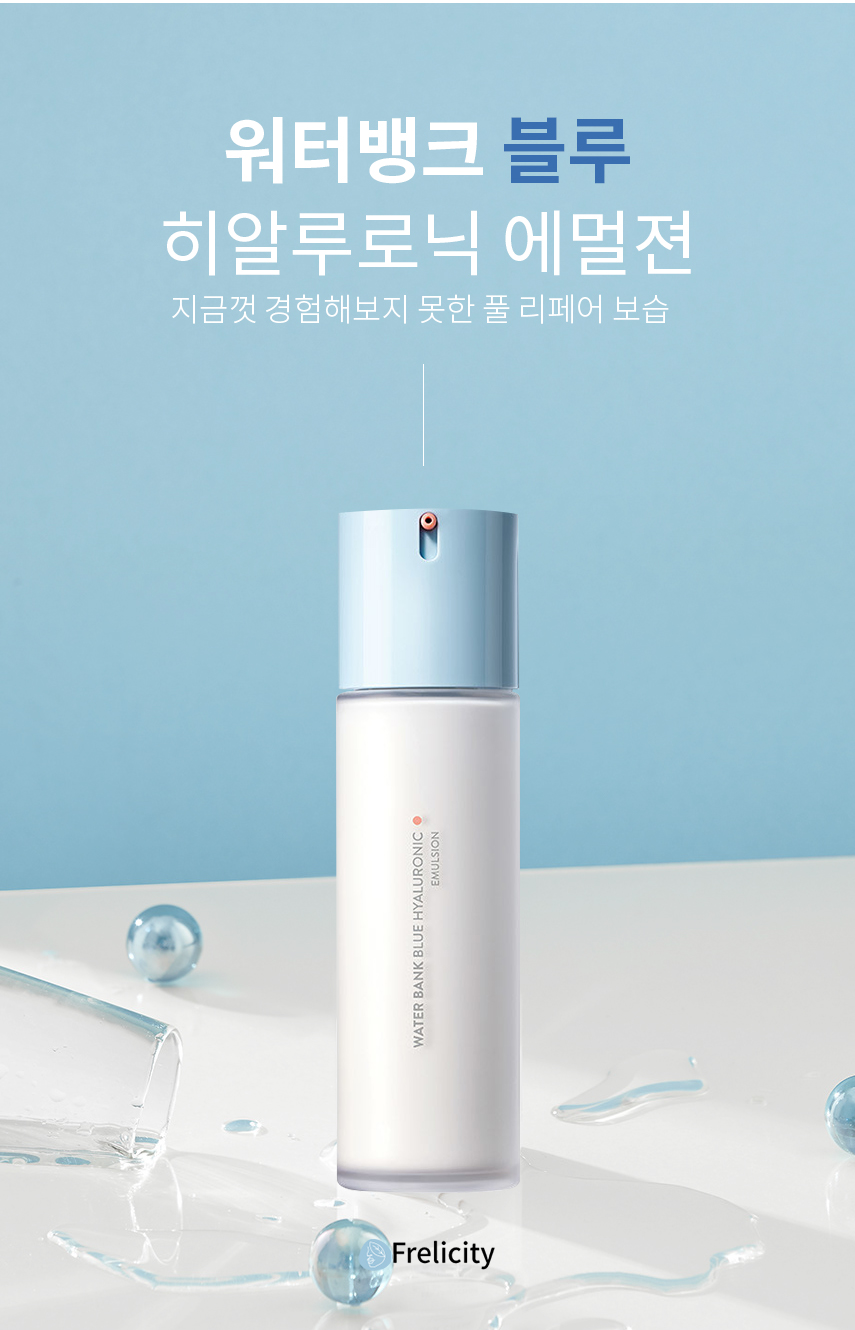 워터뱅크 블루
히알루로닉 에멀젼
지금껏 경험해보지 못한 풀 리페어 보습
WATER BANK BLUE HYALURONIC
EMULSION
Frelicity